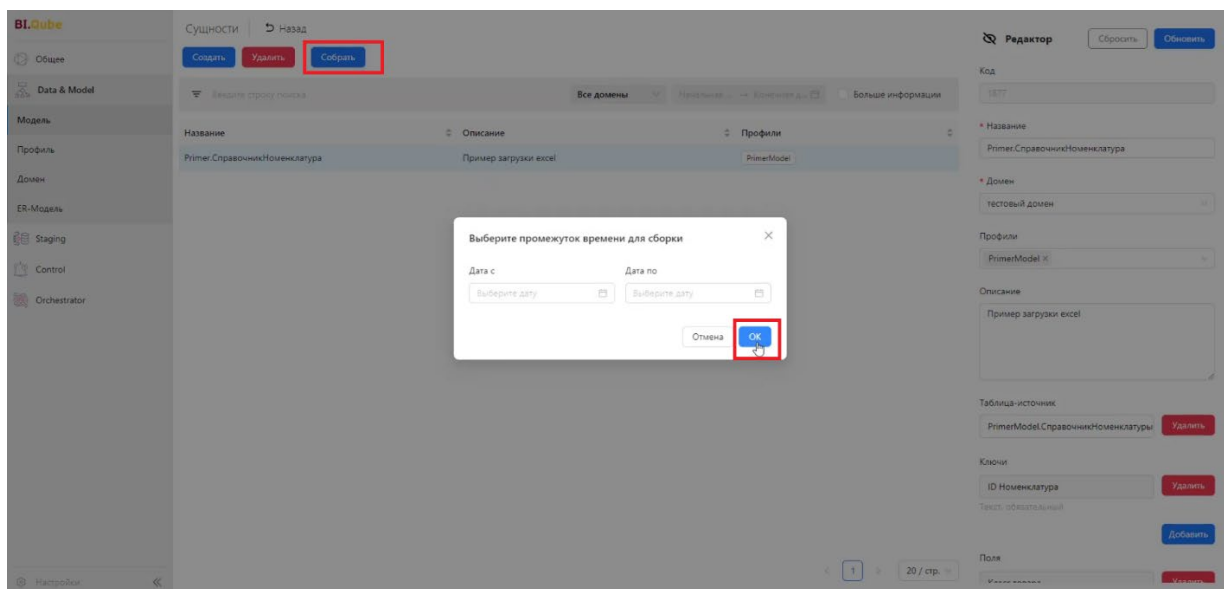 BI.Qube
Общее
Data & Model
Модель
Профиль
Домен
ER-Модель
Staging
Control
Orchestrator
Настройки
Сущности
Назад
Создать
Удалить
Собрать
Введите строку поиска
Все домены
Больше информации
Название
Описание
Профили
Primer.СправочникНоменклатура
Пример загрузки excel
PrimerModel
Выберите промежуток времени для сборки
Дата с
Дата по
Выберите дату
Выберите дату
Отмена
ОК
1
20 / стр.
Редактор
Сбросить
Обновить
Код
1877
* Название
Primer.СправочникНоменклатура
* Домен
тестовый домен
Профили
PrimerModel
Описание
Пример загрузки excel
Таблица-источник
PrimerModel.СправочникНоменклатуры
Удалить
Ключи
ID Номенклатура
Удалить
Текст, обязательный
Добавить
Поля
Удалить